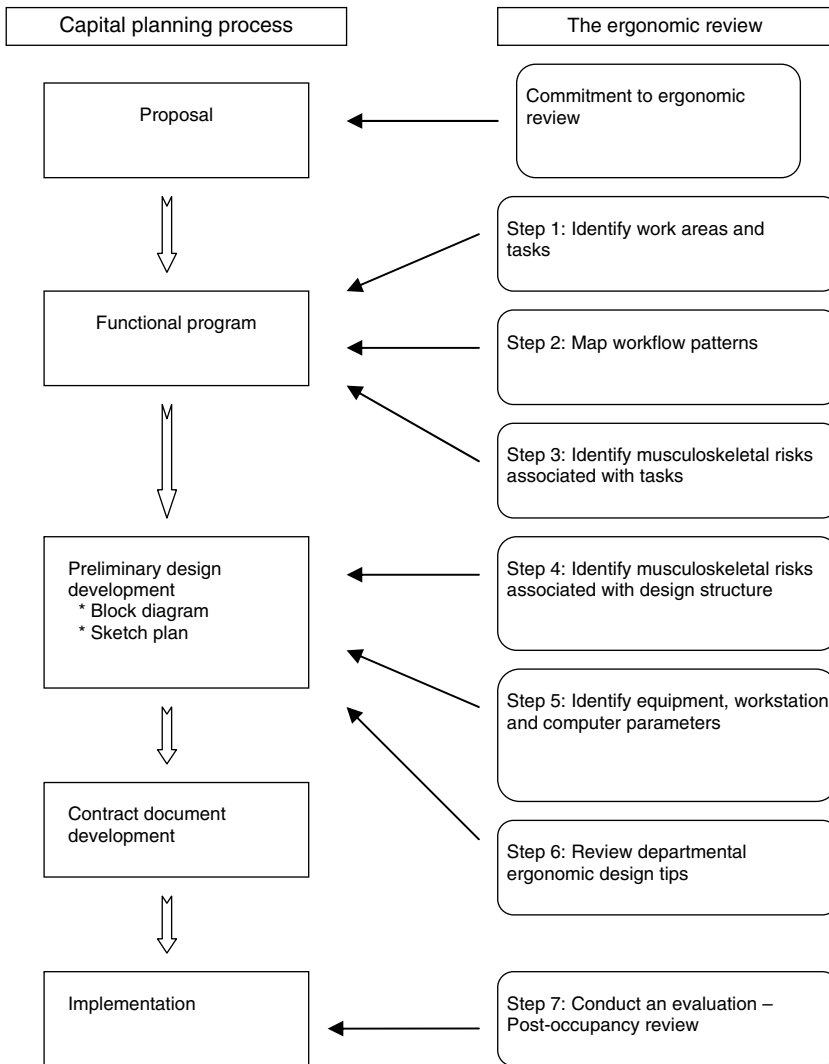 Capital planning process
The ergonomic review
Proposal
Commitment to ergonomic
review
Step 1: Identify work areas and
tasks
Functional program
Step 2: Map workflow patterns
Step 3: Identify musculoskeletal risks
associated with tasks
Preliminary design
development
* Block diagram
* Sketch plan
Step 4: Identify musculoskeletal risks
associated with design structure
Step 5: Identify equipment, workstation
and computer parameters
Contract document
development
Step 6: Review departmental
ergonomic design tips
Implementation
Step 7: Conduct an evaluation –
Post-occupancy review